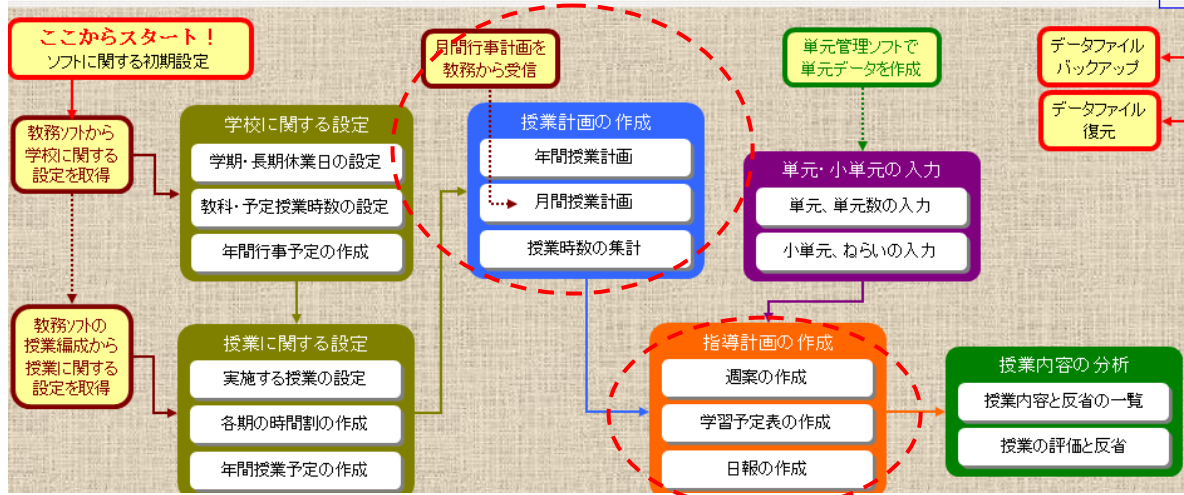 ここからスタート！
ソフトに関する初期設定
月間行事計画を
教務から受信
単元管理ソフトで
単元データを作成
データファイル
バックアップ
データファイル
復元
教務ソフトから
学校に関する
設定を取得
学校に関する設定
学期・長期休業日の設定
教科・予定授業時数の設定
年間行事予定の作成
授業計画の作成
年間授業計画
月間授業計画
授業時数の集計
単元・小単元の入力
単元、単元数の入力
小単元、ねらいの入力
教務ソフトの
授業編成から
授業に関する
設定を取得
授業に関する設定
実施する授業の設定
各期の時間割の作成
年間授業予定の作成
指導計画の作成
週案の作成
学習予定表の作成
日報の作成
授業内容の分析
授業内容と反省の一覧
授業の評価と反省